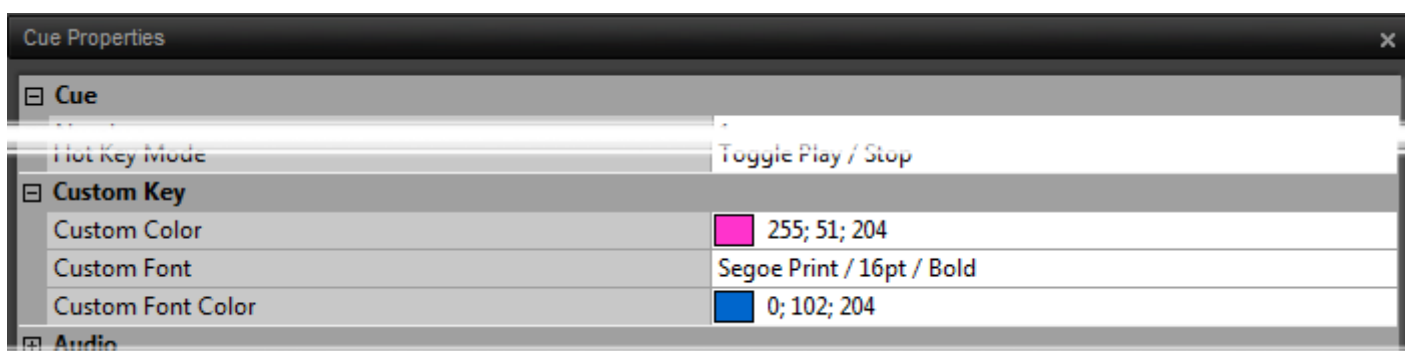 Cue Properties
Cue
Hot Key Mode Toggle Play / Stop
Custom Key
Custom Color 255; 51; 204
Custom Font Segoe Print / 16pt / Bold
Custom Font Color 0; 102; 204
Audio